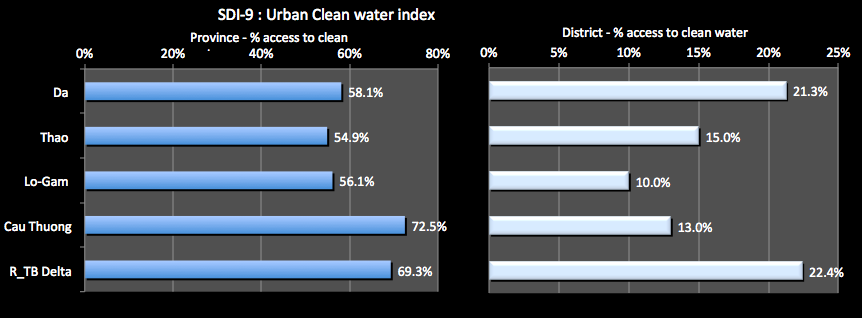 SDI-9 : Urban Clean water index
Province - % access to clean
0% 20% 40% 60% 80%
Da 58.1%
Thao 54.9%
Lo-Gam 56.1%
Cau Thuong 72.5%
R_TB Delta 69.3%
District - % access to clean water
0% 5% 10% 15% 20% 25%
21.3%
15.0%
10.0%
13.0%
22.4%